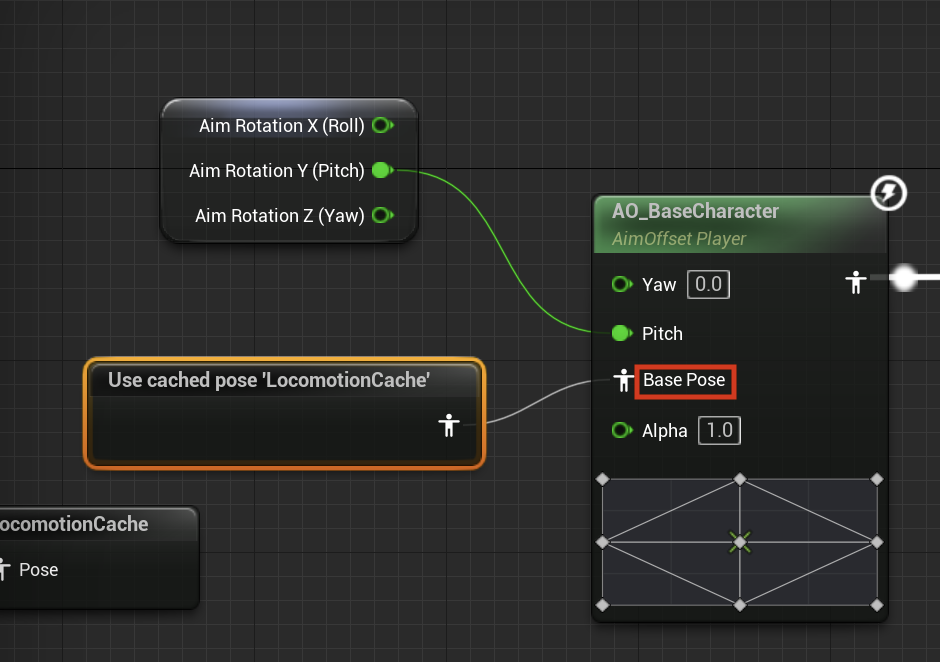 Aim Rotation X (Roll)
Aim Rotation Y (Pitch)
Aim Rotation Z (Yaw)
AO_BaseCharacter
AimOffset Player
Yaw 0.0
Pitch
Use cached pose 'LocomotionCache'
Base Pose
Alpha 1.0
ocomotionCache
Pose